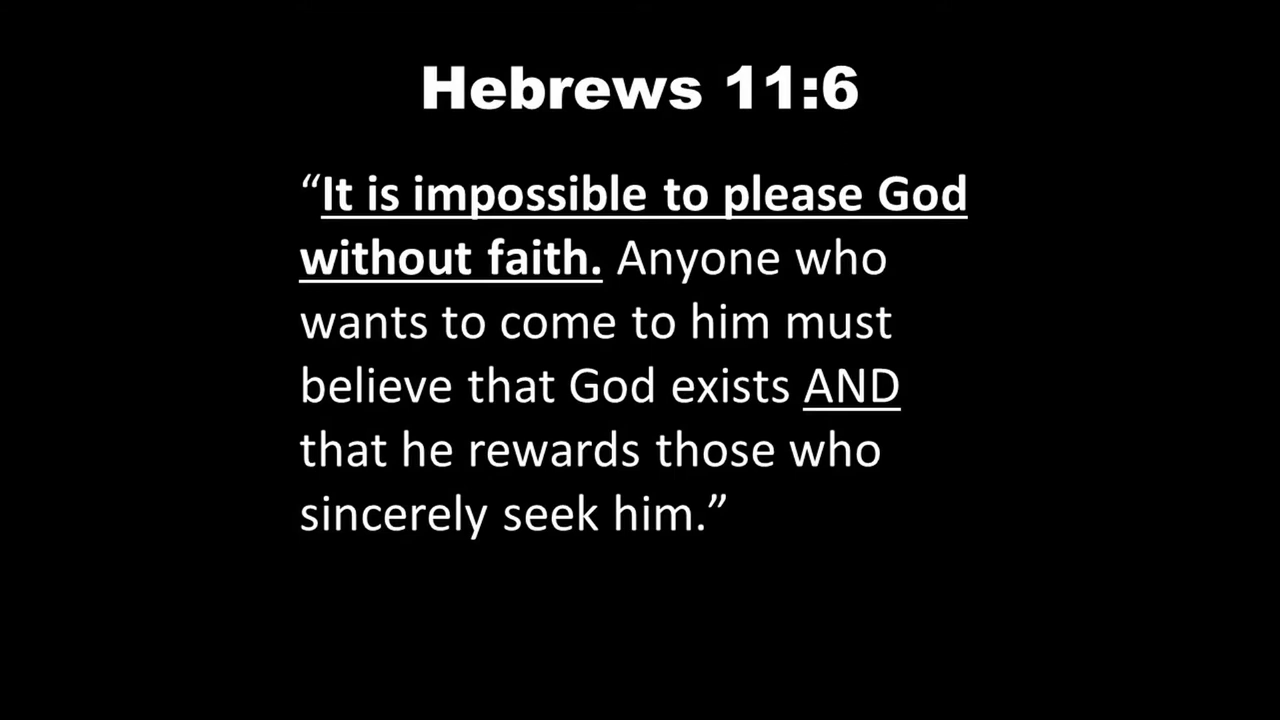 Hebrews 11:6
“It is impossible to please God
without faith. Anyone who
wants to come to him must
believe that God exists AND
that he rewards those who
sincerely seek him.”